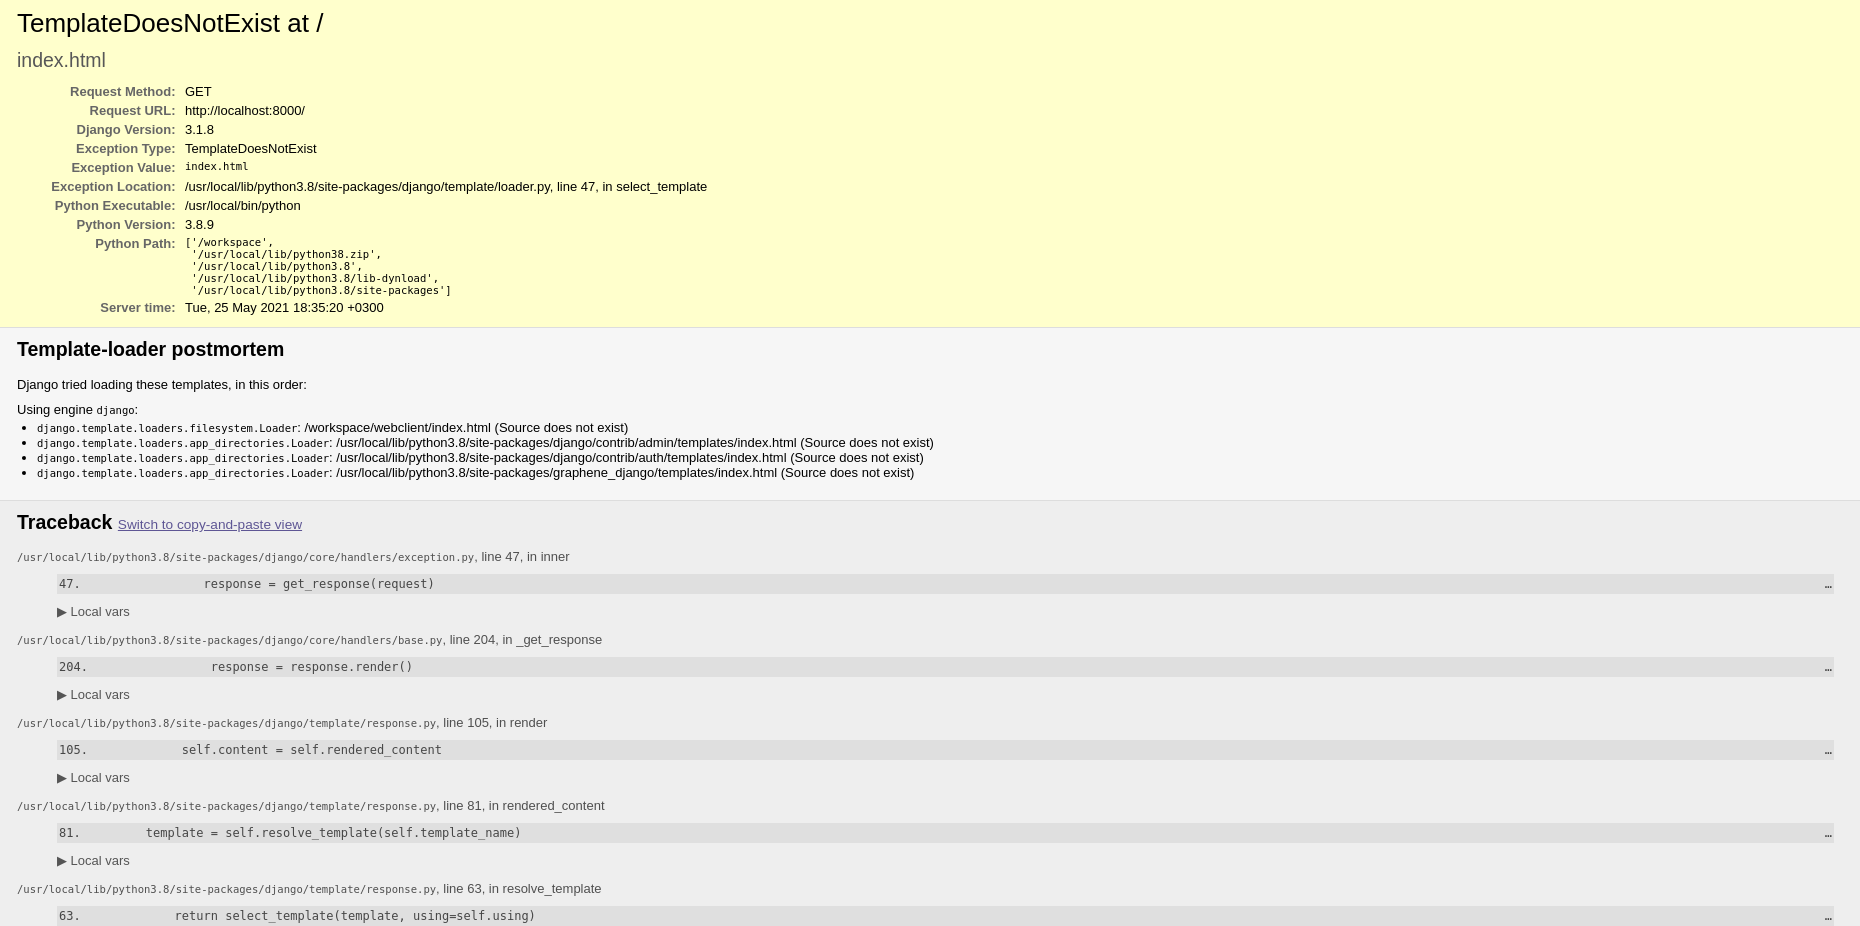 TemplateDoesNotExist at /
index.html
Request Method: GET
Request URL: http://localhost:8000/
Django Version: 3.1.8
Exception Type: TemplateDoesNotExist
Exception Value: index.html
Exception Location: /usr/local/lib/python3.8/site-packages/django/template/loader.py, line 47, in select_template
Python Executable: /usr/local/bin/python
Python Version: 3.8.9
Python Path: ['/workspace',
'/usr/local/lib/python38.zip',
'/usr/local/lib/python3.8',
'/usr/local/lib/python3.8/lib-dynload',
'/usr/local/lib/python3.8/site-packages']
Server time: Tue, 25 May 2021 18:35:20 +0300
Template-loader postmortem
Django tried loading these templates, in this order:
Using engine django:
• django.template.loaders.filesystem.Loader: /workspace/webclient/index.html (Source does not exist)
• django.template.loaders.app_directories.Loader: /usr/local/lib/python3.8/site-packages/django/contrib/admin/templates/index.html (Source does not exist)
• django.template.loaders.app_directories.Loader: /usr/local/lib/python3.8/site-packages/django/contrib/auth/templates/index.html (Source does not exist)
• django.template.loaders.app_directories.Loader: /usr/local/lib/python3.8/site-packages/graphene_django/templates/index.html (Source does not exist)
Traceback Switch to copy-and-paste view
/usr/local/lib/python3.8/site-packages/django/core/handlers/exception.py, line 47, in inner
47. response = get_response(request) …
▶ Local vars
/usr/local/lib/python3.8/site-packages/django/core/handlers/base.py, line 204, in _get_response
204. response = response.render() …
▶ Local vars
/usr/local/lib/python3.8/site-packages/django/template/response.py, line 105, in render
105. self.content = self.rendered_content …
▶ Local vars
/usr/local/lib/python3.8/site-packages/django/template/response.py, line 81, in rendered_content
81. template = self.resolve_template(self.template_name) …
▶ Local vars
/usr/local/lib/python3.8/site-packages/django/template/response.py, line 63, in resolve_template
63. return select_template(template, using=self.using) …